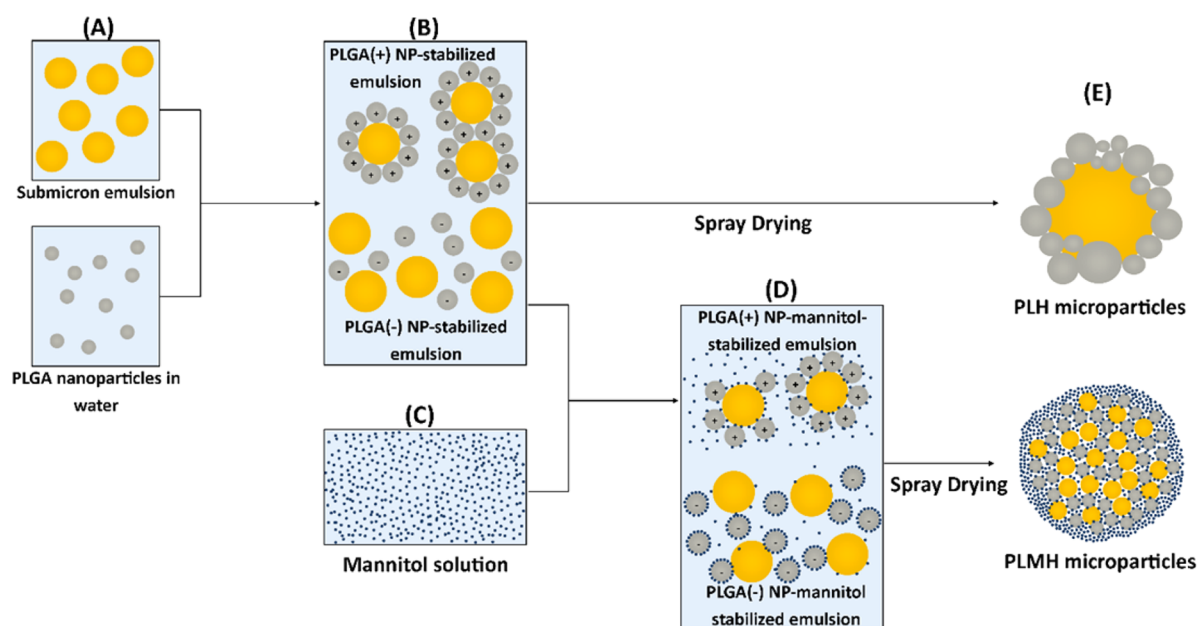 (A)
Submicron emulsion
PLGA nanoparticles in
water
(B)
PLGA(+) NP-stabilized
emulsion
+ + + + + + + + +
+ + + + + + + + + + + + + + + + + +
- - - - - - - -
PLGA(-) NP-stabilized
emulsion
(C)
Mannitol solution
(D)
PLGA(+) NP-mannitol-
stabilized emulsion
PLGA(-) NP-mannitol
stabilized emulsion
Spray Drying
Spray Drying
(E)
PLH microparticles
PLMH microparticles